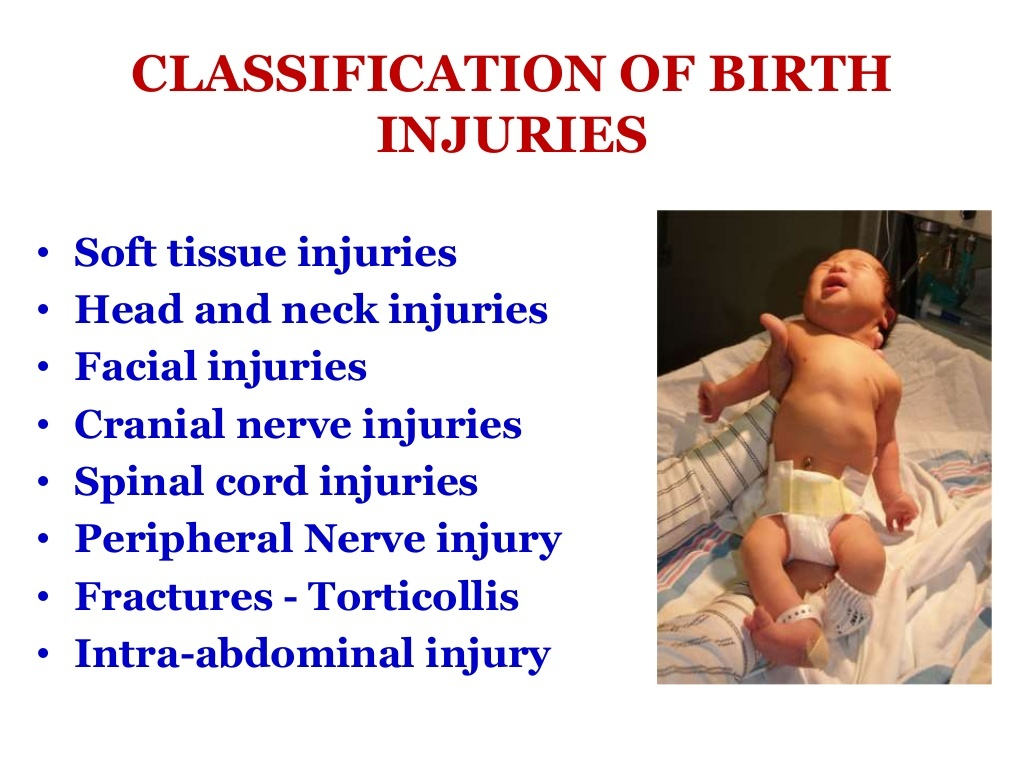 CLASSIFICATION OF BIRTH
INJURIES
• Soft tissue injuries
• Head and neck injuries
• Facial injuries
• Cranial nerve injuries
• Spinal cord injuries
• Peripheral Nerve injury
• Fractures - Torticollis
• Intra-abdominal injury